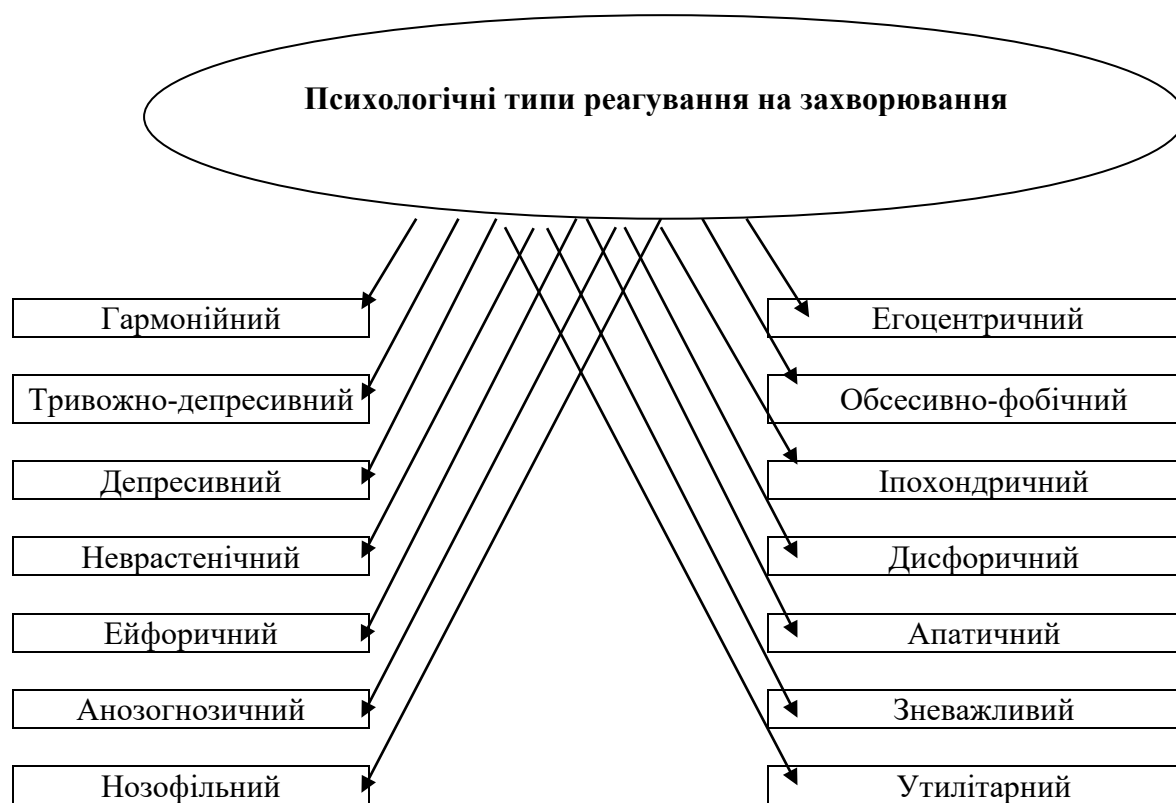 Психологічні типи реагування на захворювання
Гармонійний
Егоцентричний
Тривожно-депресивний
Обсесивно-фобічний
Депресивний
Іпохондричний
Неврастенічний
Дисфоричний
Ейфоричний
Апатичний
Анозогнозичний
Зневажливий
Нозофільний
Утилітарний